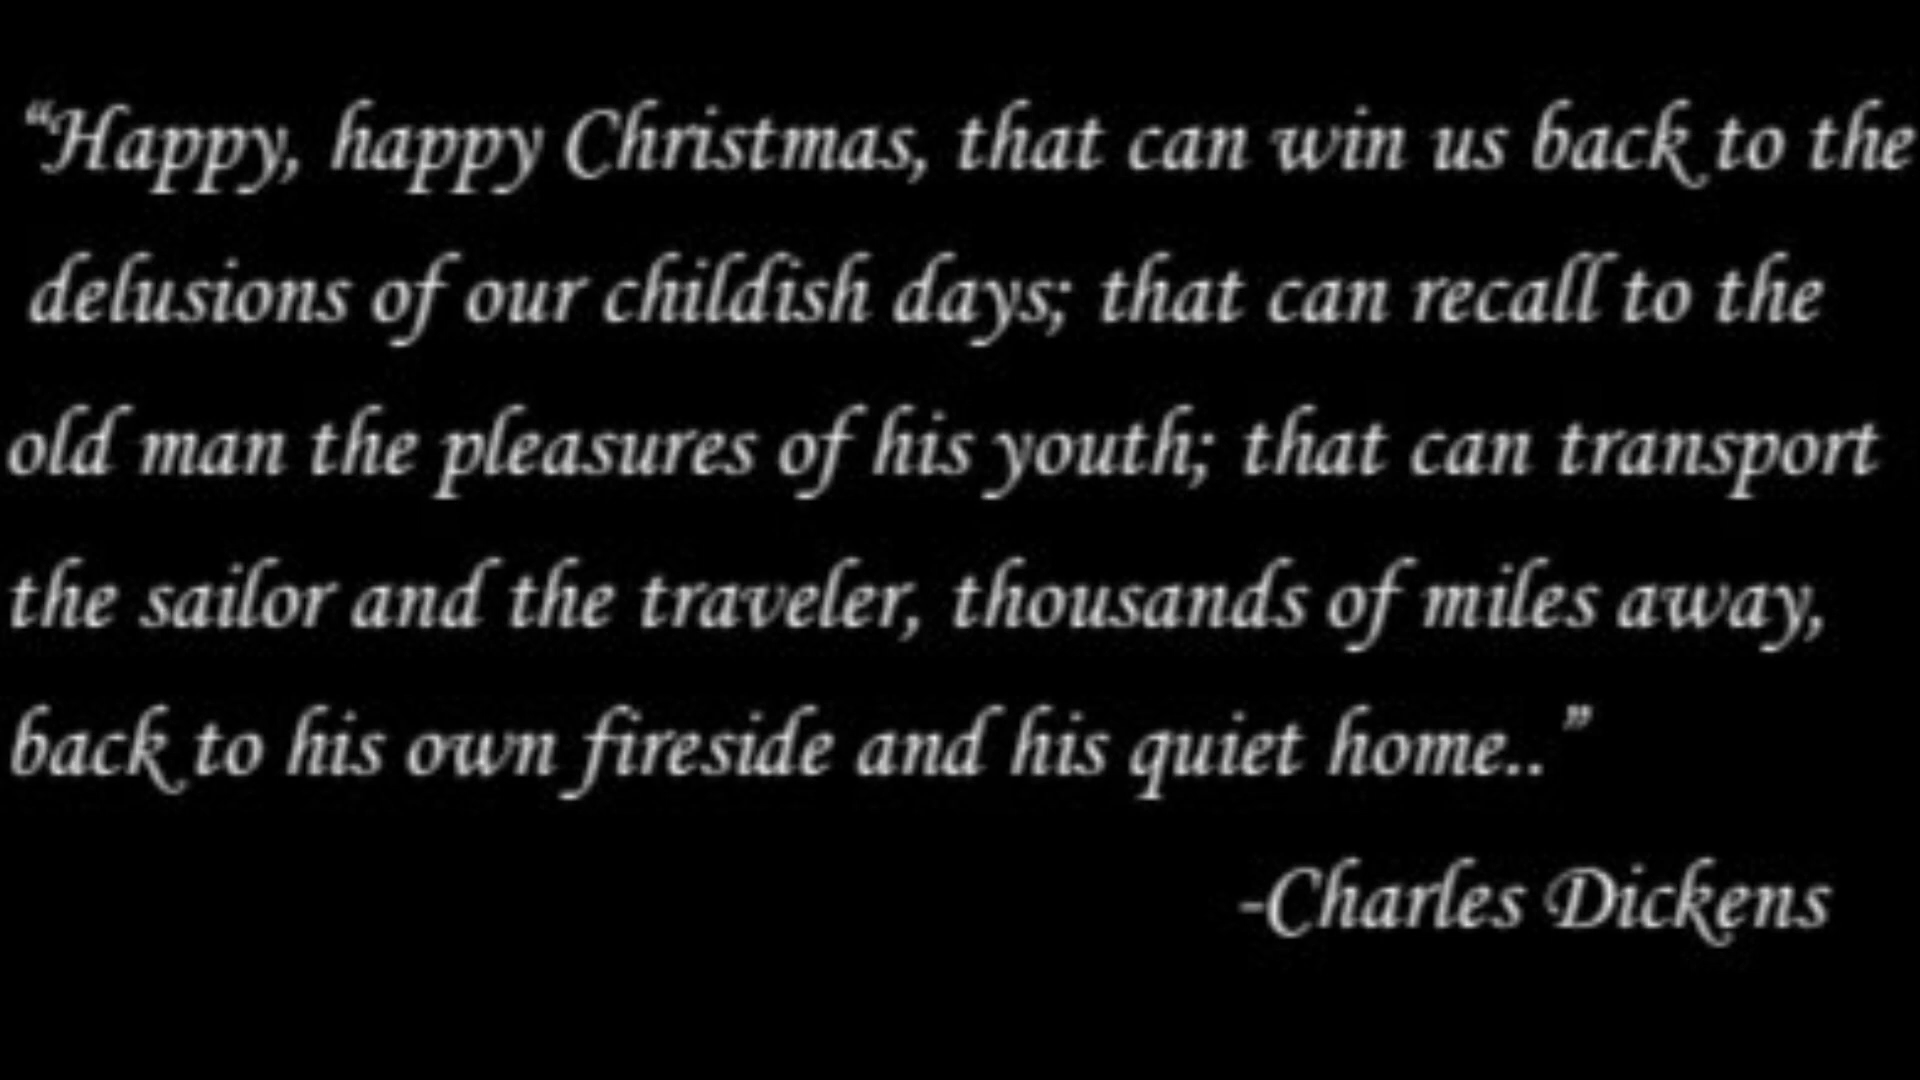 “Happy, happy Christmas, that can win us back to the
delusions of our childish days; that can recall to the
old man the pleasures of his youth; that can transport
the sailor and the traveler, thousands of miles away,
back to his own fireside and his quiet home..”
-Charles Dickens